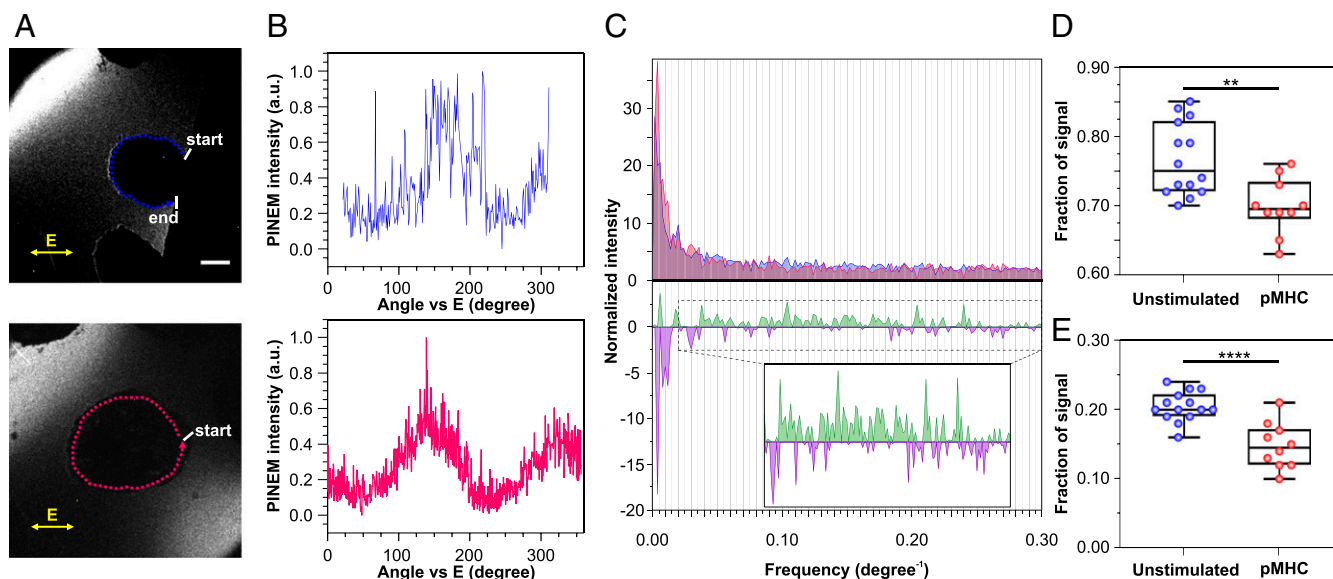 A
start
end
E
start
E
B
PINEM intensity (a.u.)
1.0
0.8
0.6
0.4
0.2
0.0
0 100 200 300
Angle vs E (degree)
PINEM intensity (a.u.)
1.0
0.8
0.6
0.4
0.2
0.0
0 100 200 300
Angle vs E (degree)
C
Normalized intensity
30
20
10
0
0
-5
-10
-15
-20
0.00 0.10 0.20 0.30
Frequency (degree⁻¹)
D
Fraction of signal
0.90
0.80
0.70
0.60
**
Unstimulated pMHC
E
Fraction of signal
0.30
0.20
0.10
0.00
****
Unstimulated pMHC